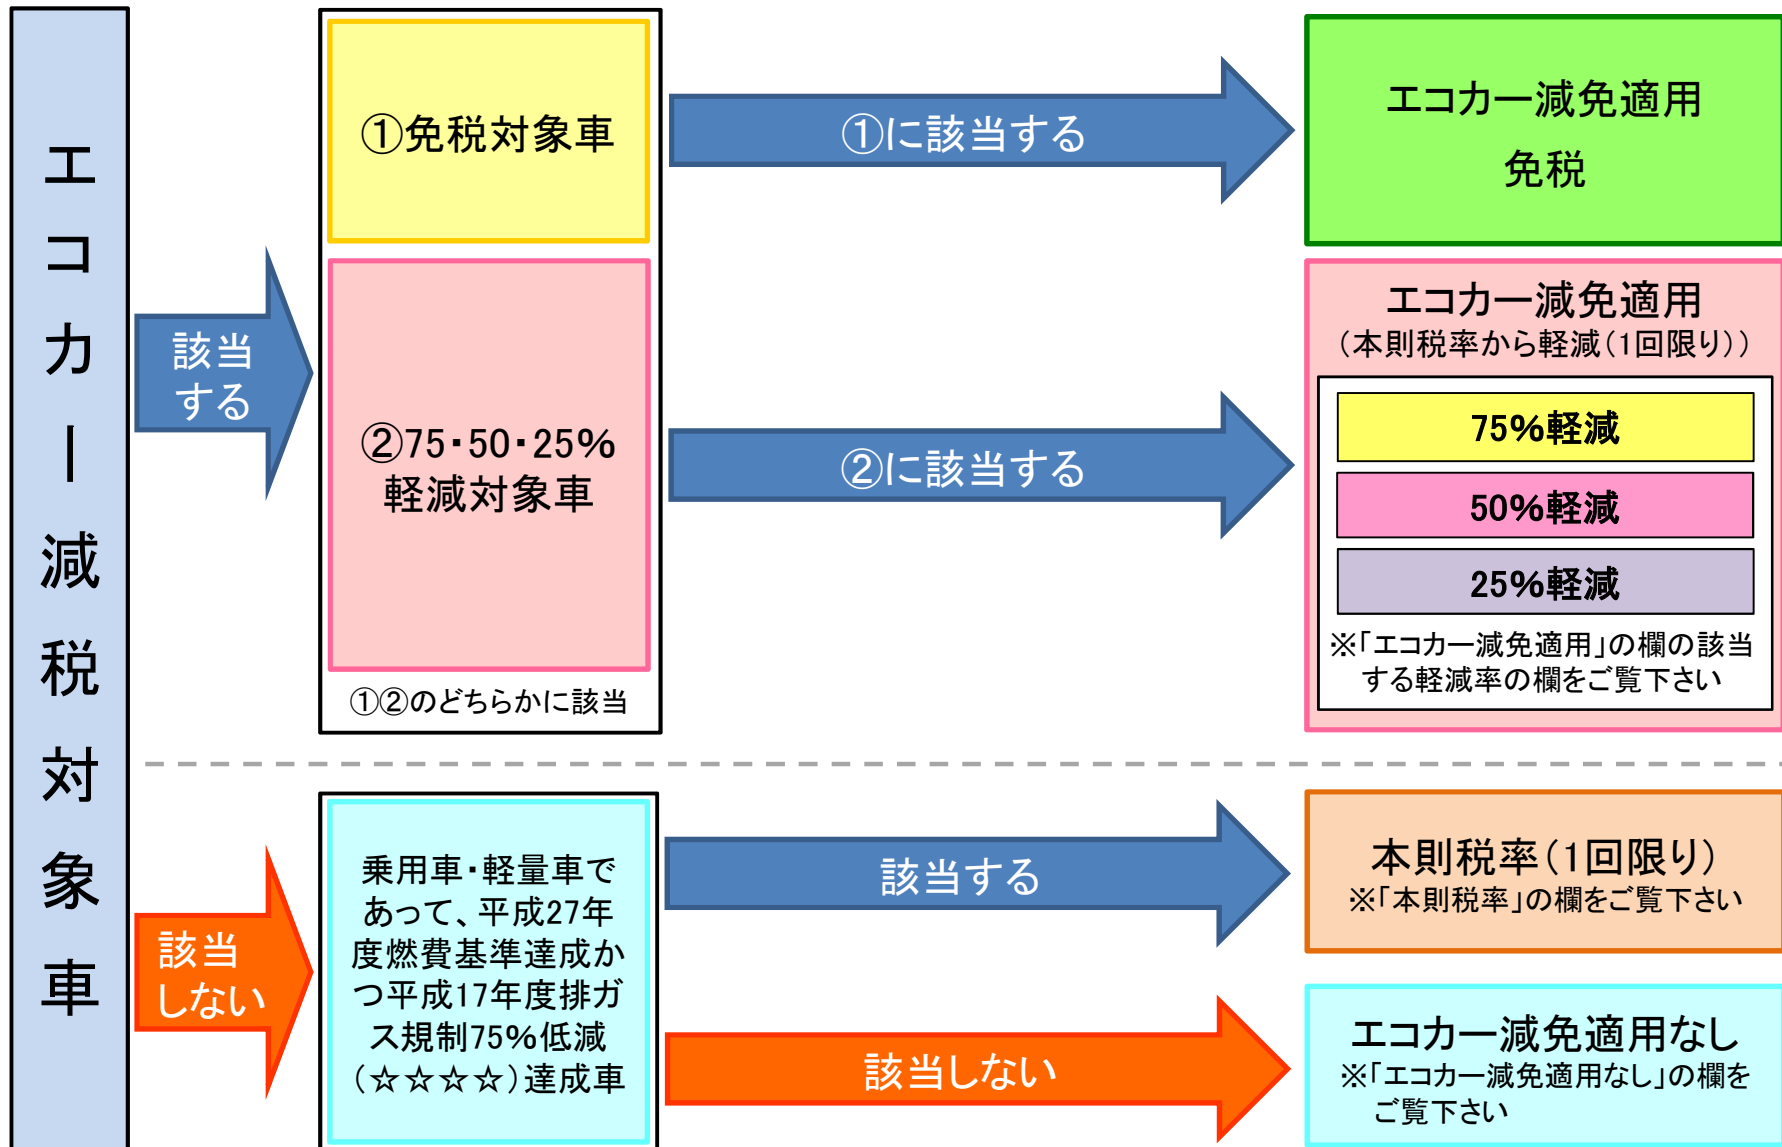 エコカー減税対象車
該当
する
①免税対象車
②75・50・25%
軽減対象車
①②のどちらかに該当
①に該当する
②に該当する
エコカー減免適用
免税
エコカー減免適用
（本則税率から軽減（1回限り））
75%軽減
50%軽減
25%軽減
※「エコカー減免適用」の欄の該当
する軽減率の欄をご覧下さい
該当
しない
乗用車・軽量車で
あって、平成27年
度燃費基準達成か
つ平成17年度排ガ
ス規制75%低減
（☆☆☆☆）達成車
該当する
該当しない
本則税率（1回限り）
※「本則税率」の欄をご覧下さい
エコカー減免適用なし
※「エコカー減免適用なし」の欄を
ご覧下さい